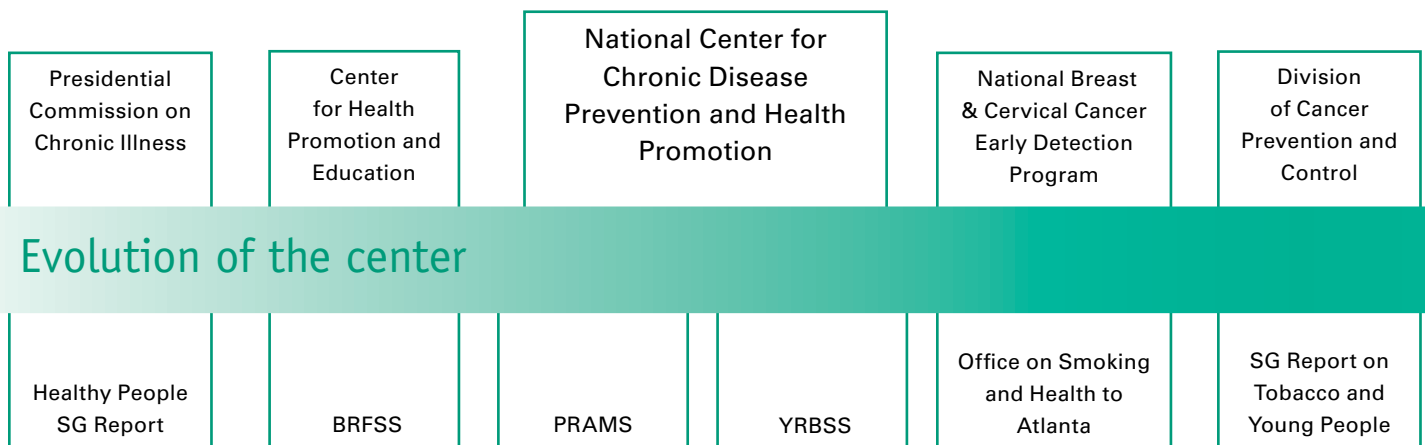 Presidential
Commission on
Chronic Illness
Center
for Health
Promotion and
Education
National Center for
Chronic Disease
Prevention and Health
Promotion
National Breast
& Cervical Cancer
Early Detection
Program
Division
of Cancer
Prevention and
Control
Evolution of the center
Healthy People
SG Report
BRFSS
PRAMS
YRBSS
Office on Smoking
and Health to
Atlanta
SG Report on
Tobacco and
Young People